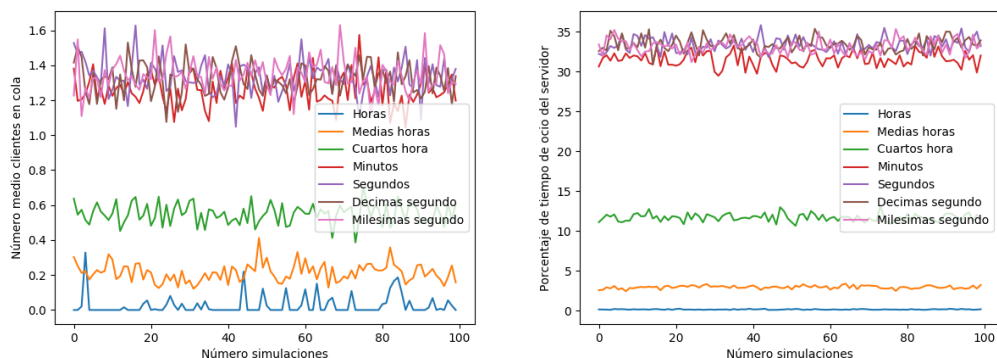 Número medio clientes en cola
1.6
1.4
1.2
1.0
0.8
0.6
0.4
0.2
0.0
Horas
Medias horas
Cuartos hora
Minutos
Segundos
Decimas segundo
Milesimas segundo
0
20
40
60
80
100
Número simulaciones
Porcentaje de tiempo de ocio del servidor
35
30
25
20
15
10
5
0
Horas
Medias horas
Cuartos hora
Minutos
Segundos
Decimas segundo
Milesimas segundo
0
20
40
60
80
100
Número simulaciones